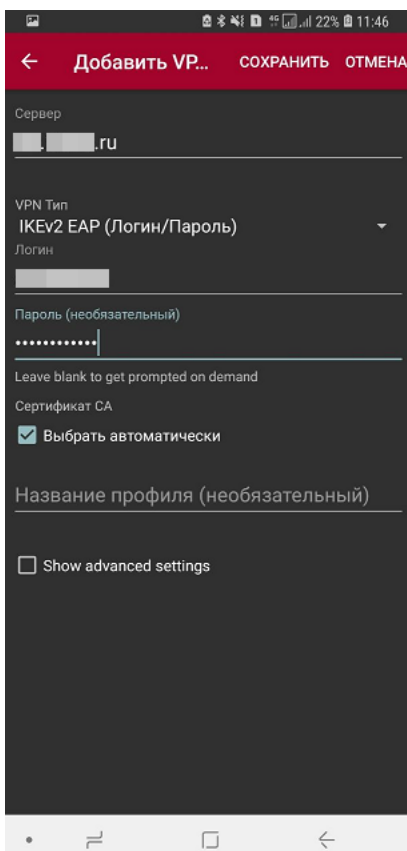 22% 11:46
Добавить VP... СОХРАНИТЬ ОТМЕНА
Сервер
. .ru
VPN Тип
IKEv2 EAP (Логин/Пароль)
Логин
Пароль (необязательный)
••••••••••••
Leave blank to get prompted on demand
Сертификат CA
Выбрать автоматически
Название профиля (необязательный)
Show advanced settings